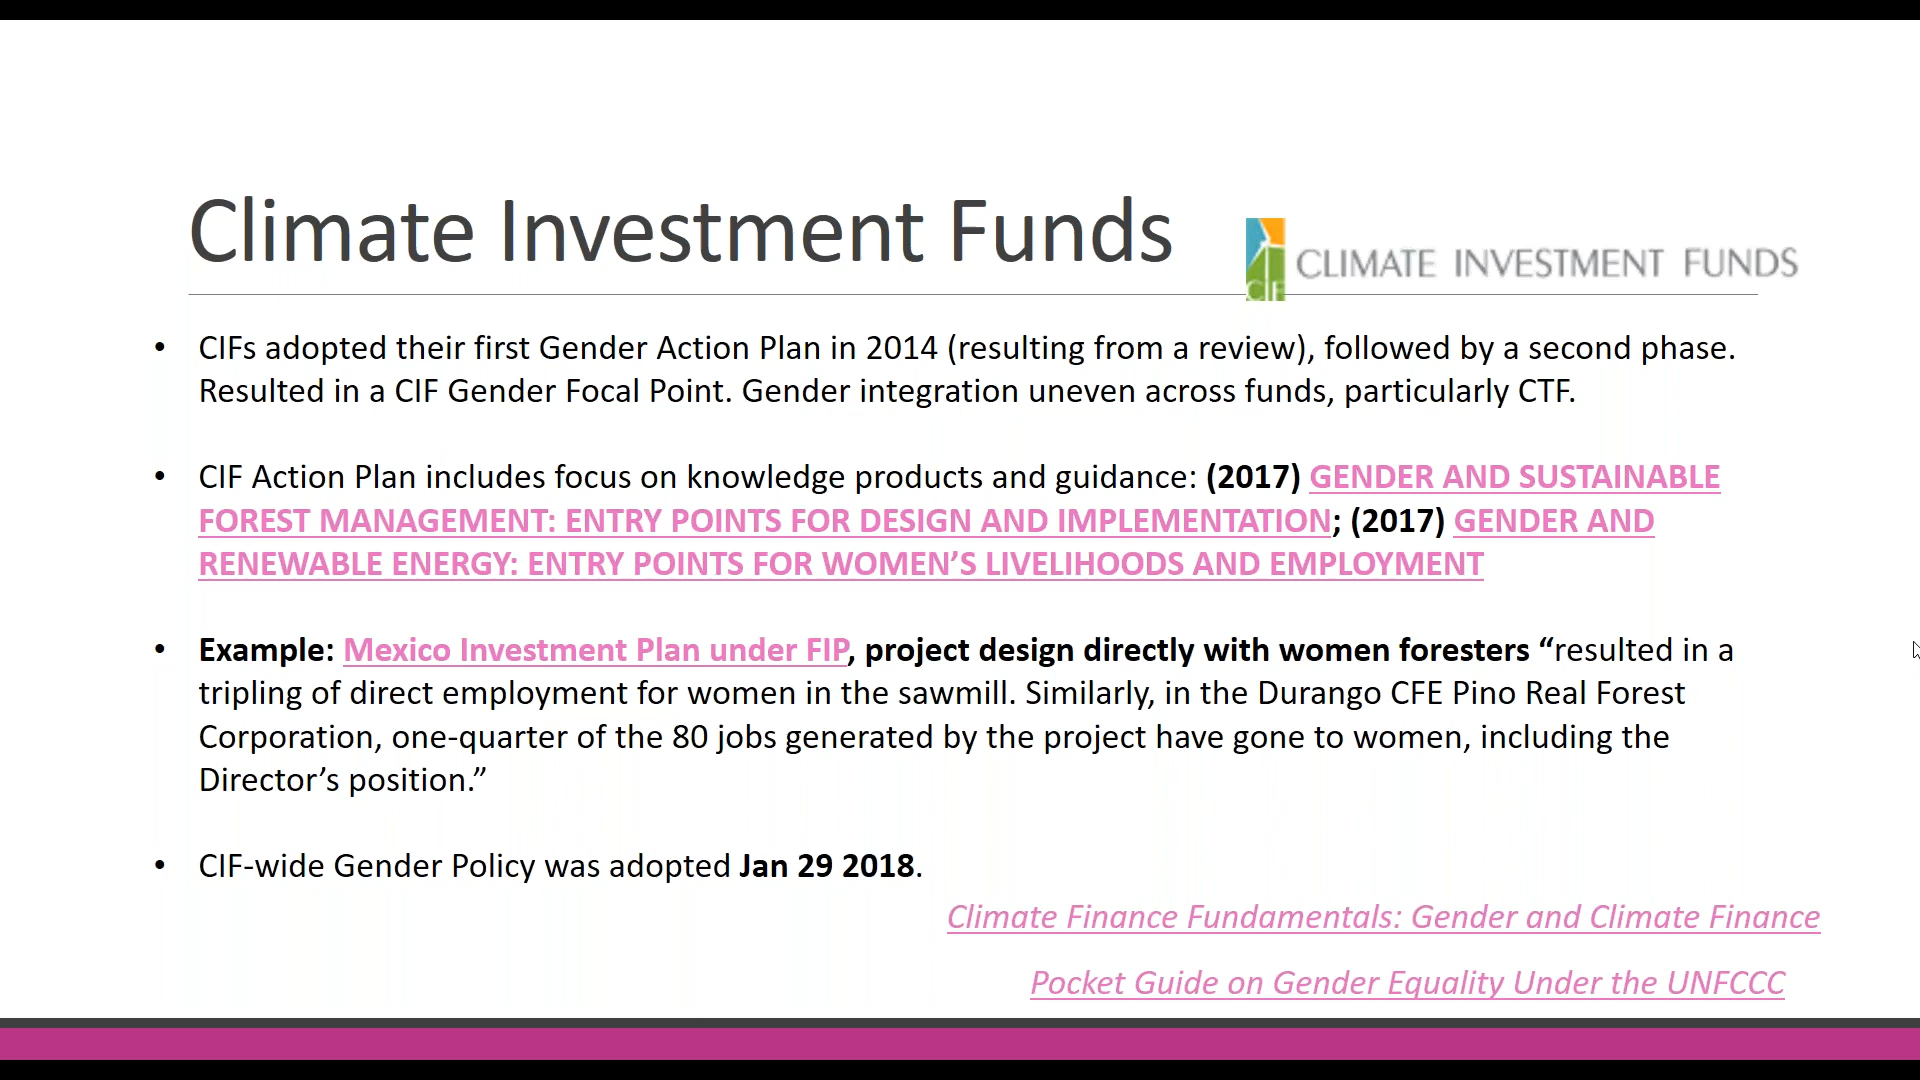 Climate Investment Funds
CIF
CLIMATE INVESTMENT FUNDS
• CIFs adopted their first Gender Action Plan in 2014 (resulting from a review), followed by a second phase.
Resulted in a CIF Gender Focal Point. Gender integration uneven across funds, particularly CTF.
• CIF Action Plan includes focus on knowledge products and guidance: (2017) GENDER AND SUSTAINABLE
FOREST MANAGEMENT: ENTRY POINTS FOR DESIGN AND IMPLEMENTATION; (2017) GENDER AND
RENEWABLE ENERGY: ENTRY POINTS FOR WOMEN’S LIVELIHOODS AND EMPLOYMENT
• Example: Mexico Investment Plan under FIP, project design directly with women foresters “resulted in a
tripling of direct employment for women in the sawmill. Similarly, in the Durango CFE Pino Real Forest
Corporation, one-quarter of the 80 jobs generated by the project have gone to women, including the
Director’s position.”
• CIF-wide Gender Policy was adopted Jan 29 2018.
Climate Finance Fundamentals: Gender and Climate Finance
Pocket Guide on Gender Equality Under the UNFCCC